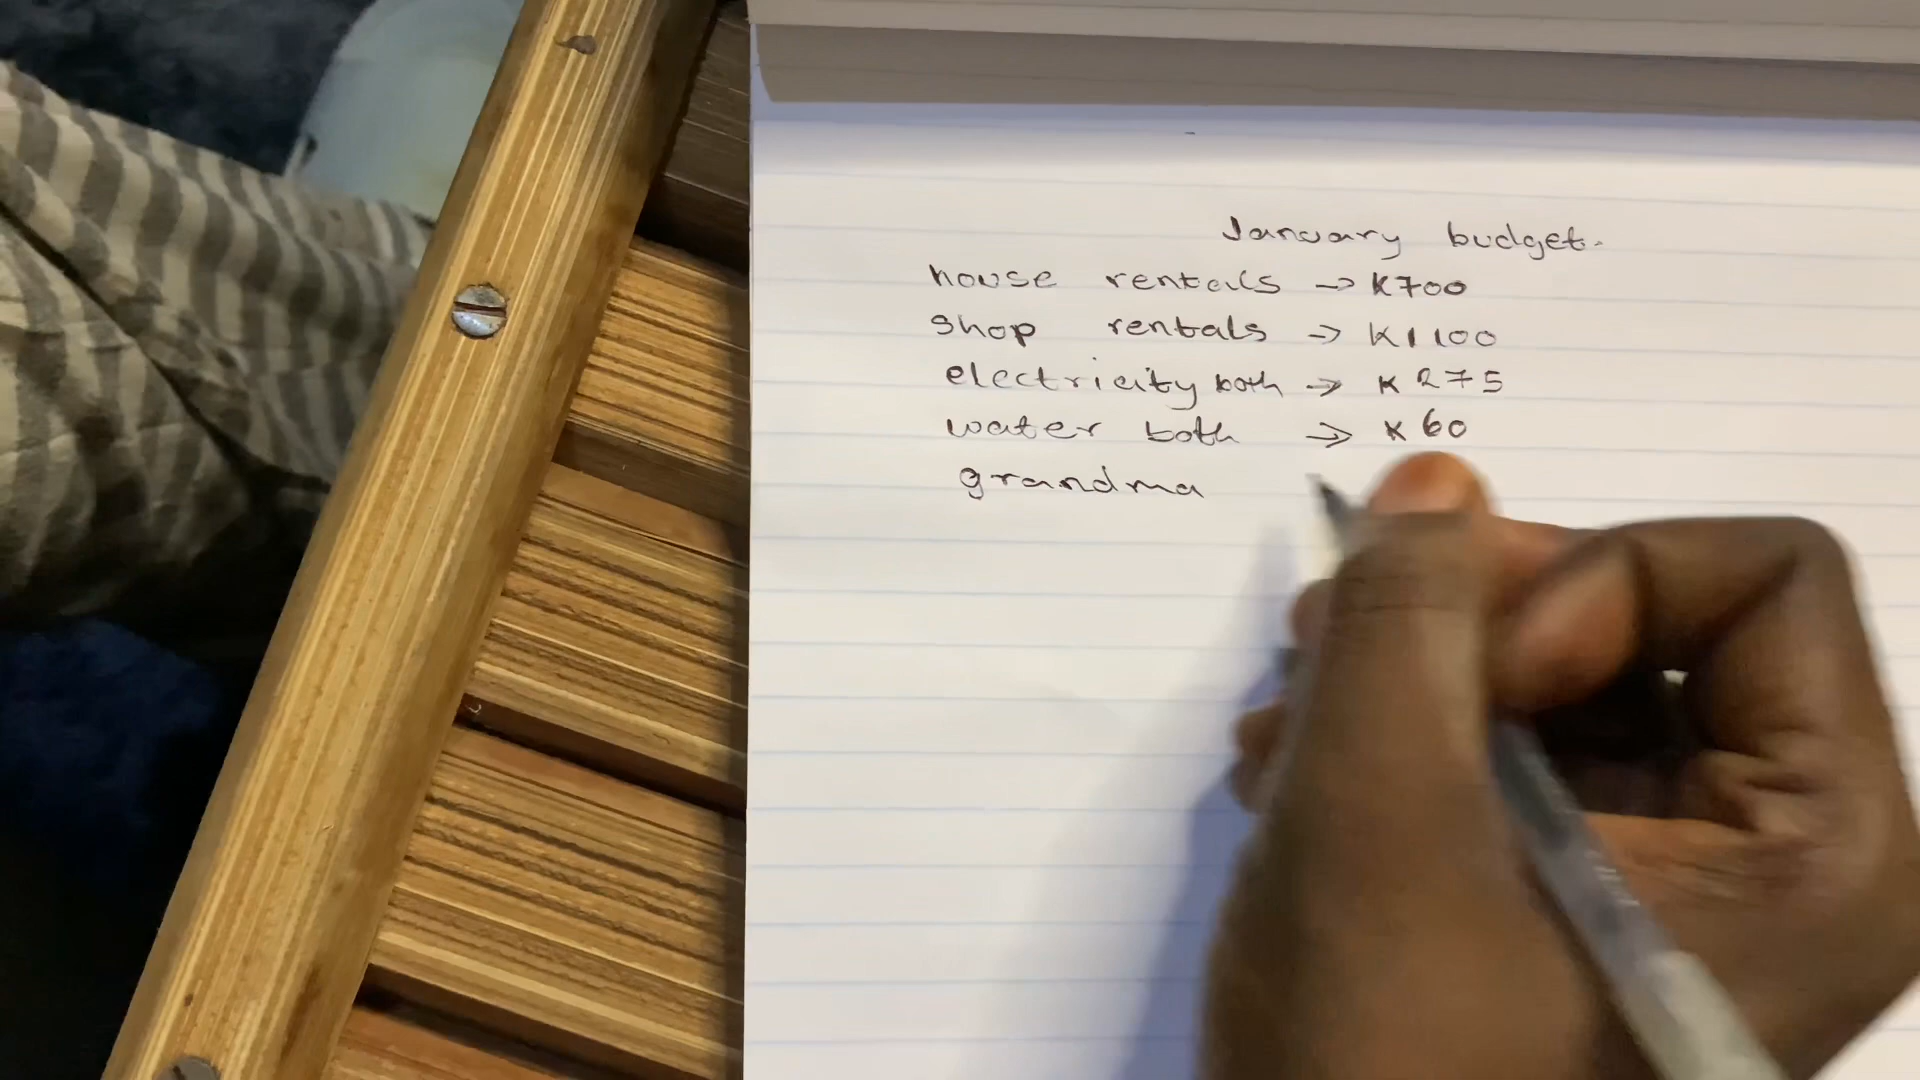 January budget.
house rentals → K700
shop rentals → K1100
electricity both → K275
water both → K60
grandma